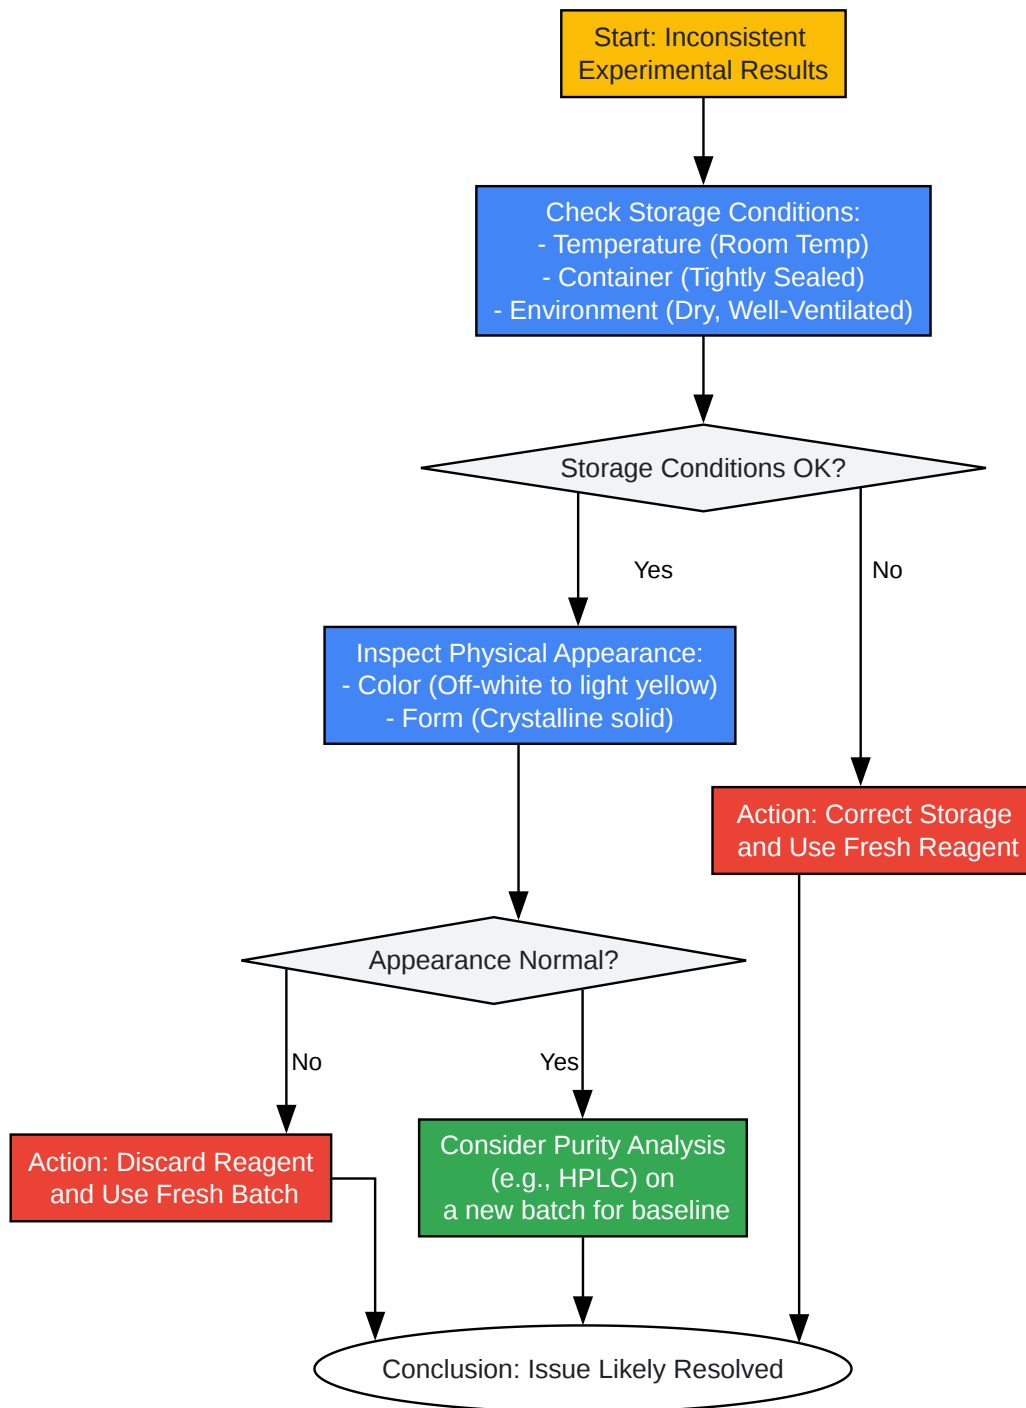 Start: Inconsistent
Experimental Results
Check Storage Conditions:
- Temperature (Room Temp)
- Container (Tightly Sealed)
- Environment (Dry, Well-Ventilated)
Storage Conditions OK?
Yes
No
Inspect Physical Appearance:
- Color (Off-white to light yellow)
- Form (Crystalline solid)
Action: Correct Storage
and Use Fresh Reagent
Appearance Normal?
No
Yes
Action: Discard Reagent
and Use Fresh Batch
Consider Purity Analysis
(e.g., HPLC) on
a new batch for baseline
Conclusion: Issue Likely Resolved